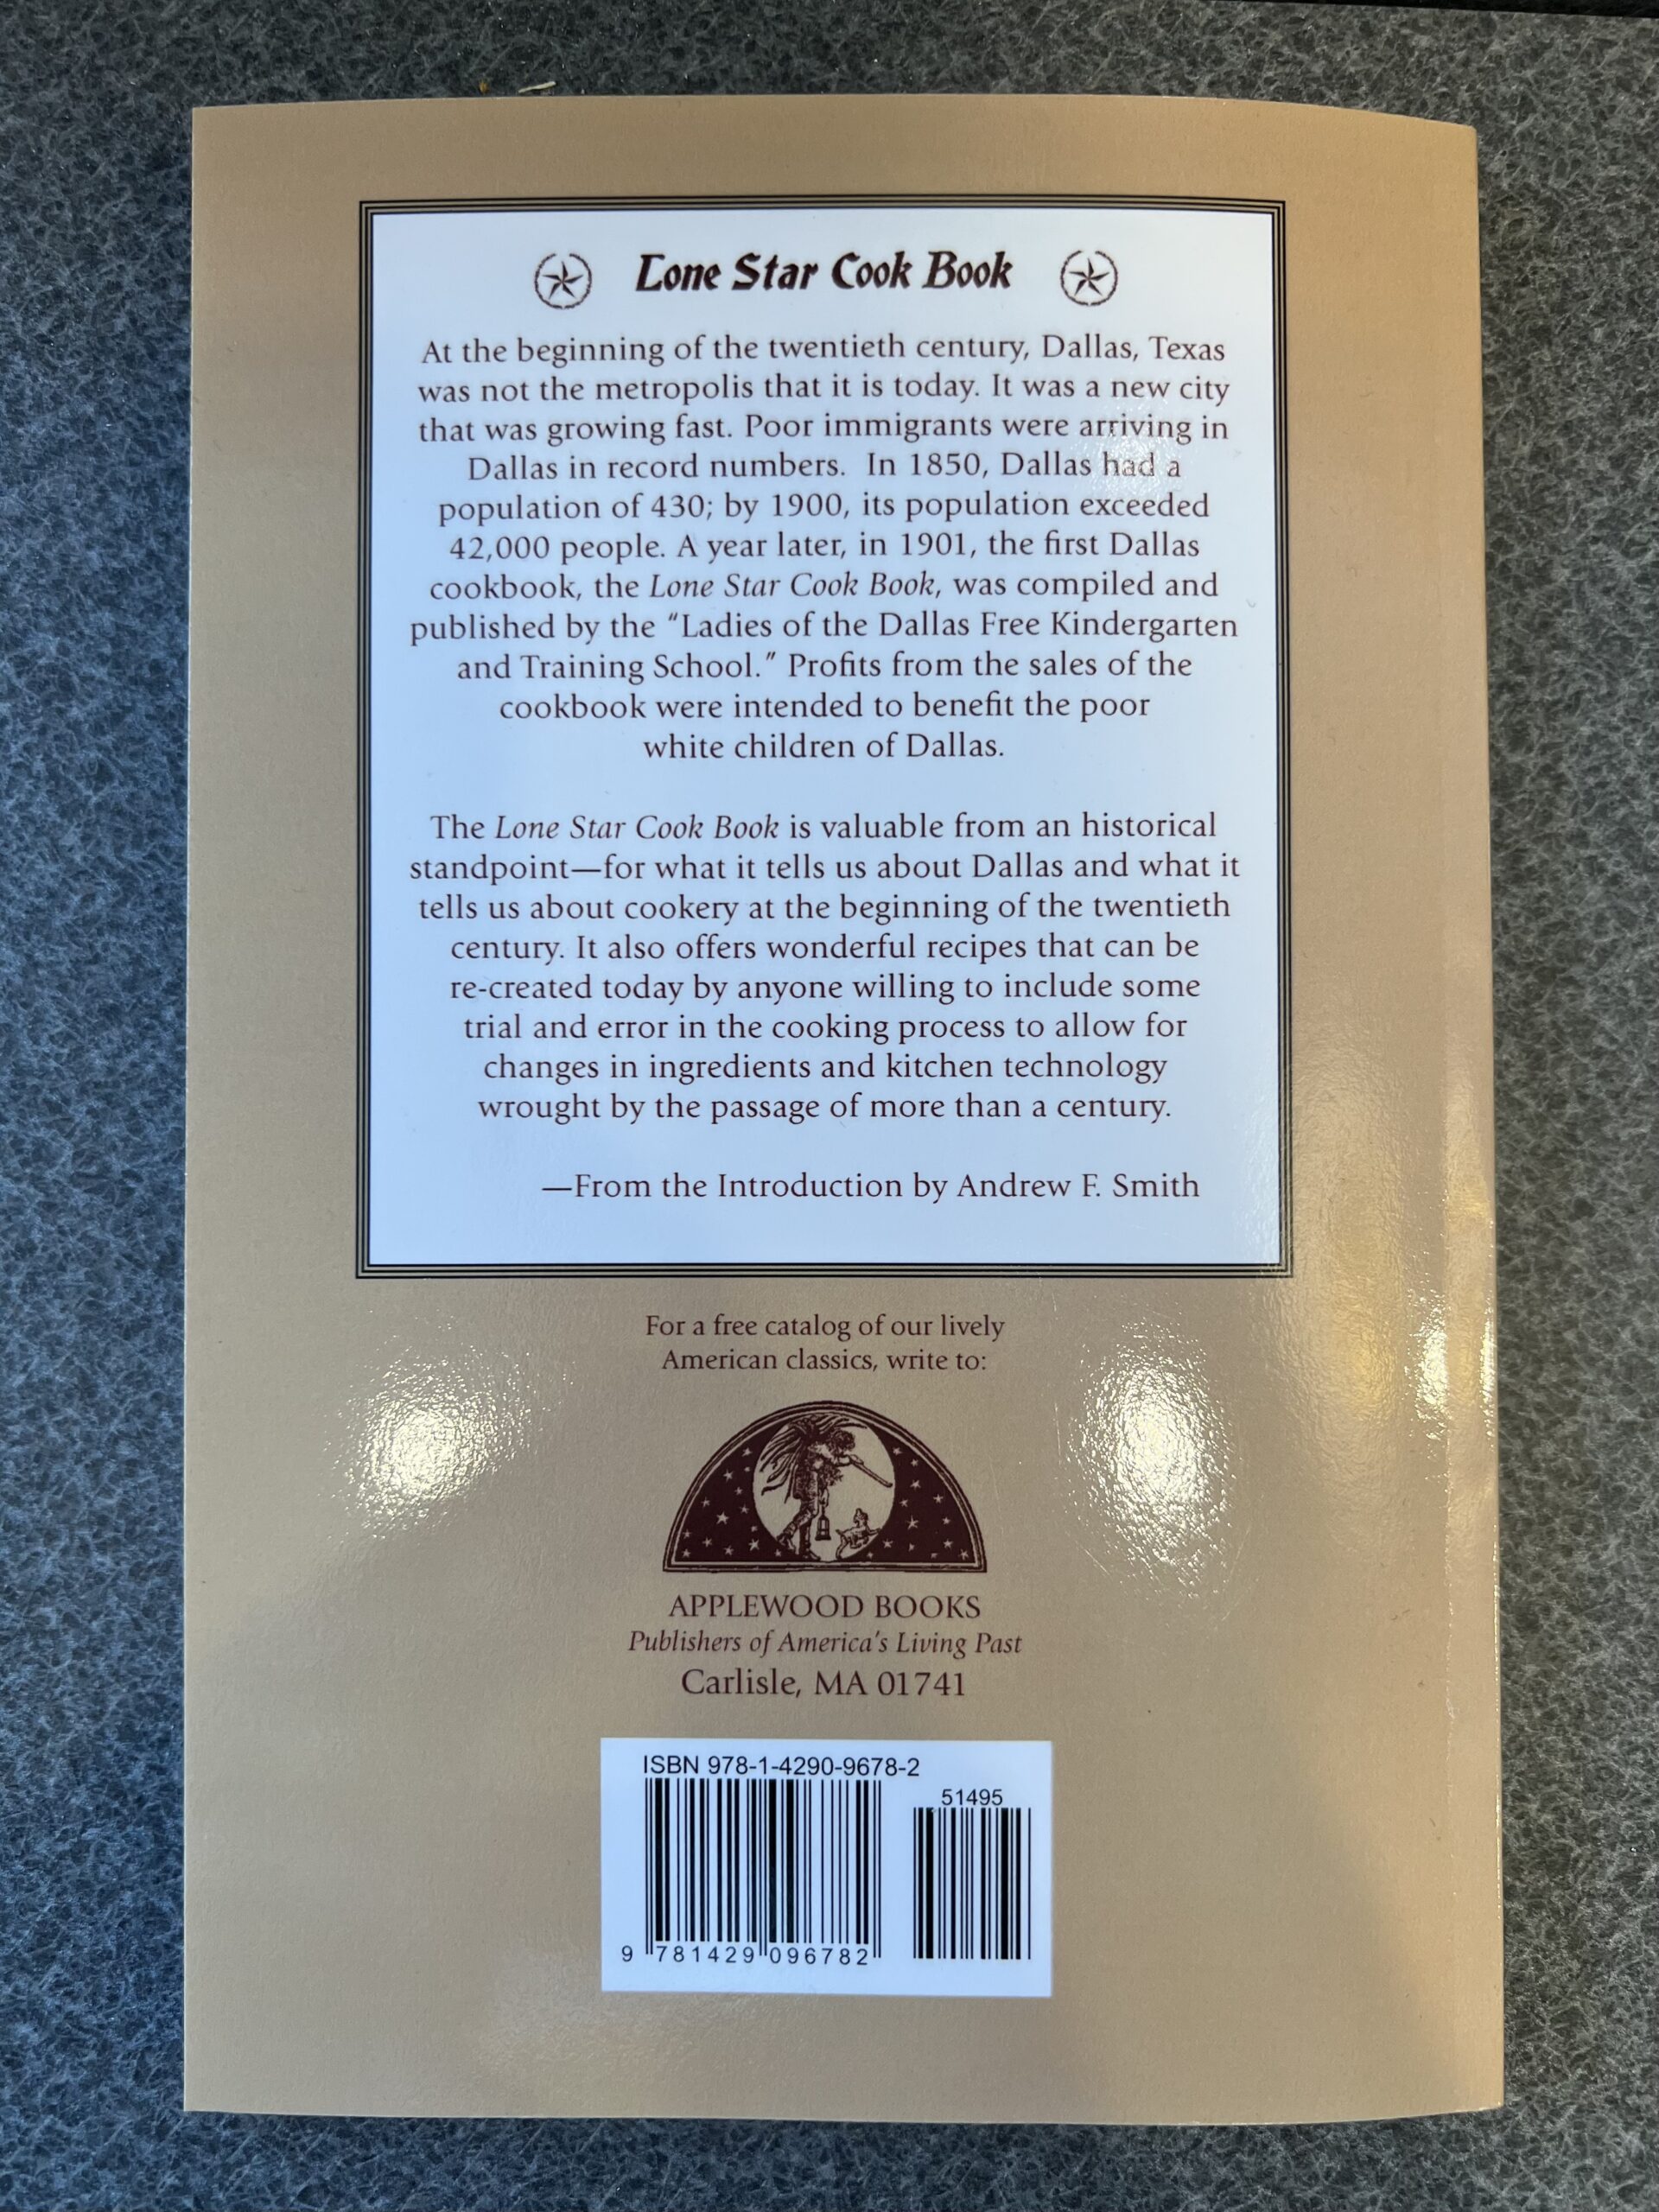 Lone Star Cook Book
At the beginning of the twentieth century, Dallas, Texas
was not the metropolis that it is today. It was a new city
that was growing fast. Poor immigrants were arriving in
Dallas in record numbers.  In 1850, Dallas had a
population of 430; by 1900, its population exceeded
42,000 people. A year later, in 1901, the first Dallas
cookbook, the Lone Star Cook Book, was compiled and
published by the "Ladies of the Dallas Free Kindergarten
and Training School." Profits from the sales of the
cookbook were intended to benefit the poor
white children of Dallas.
The Lone Star Cook Book is valuable from an historical
standpoint—for what it tells us about Dallas and what it
tells us about cookery at the beginning of the twentieth
century. It also offers wonderful recipes that can be
re-created today by anyone willing to include some
trial and error in the cooking process to allow for
changes in ingredients and kitchen technology
wrought by the passage of more than a century.
—From the Introduction by Andrew F. Smith
For a free catalog of our lively
American classics, write to:
APPLEWOOD BOOKS
Publishers of America's Living Past
Carlisle, MA 01741
ISBN 978-1-4290-9678-2
51495
9 781429 096782